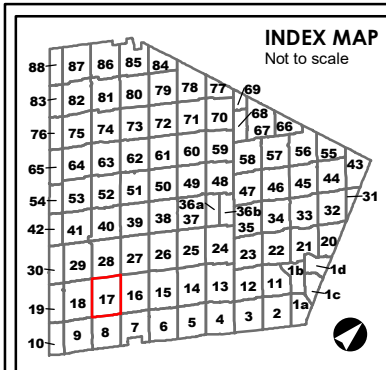 INDEX MAP
Not to scale
88 87 86 85 84
83 82 81 80 79 78 77 69
76 75 74 73 72 71 70 68 67 66
65 64 63 62 61 60 59 58 57 56 55 43
54 53 52 51 50 49 48 47 46 45 44 31
42 41 40 39 38 36a 37 36b 35 34 33 32
30 29 28 27 26 25 24 23 22 21 20
19 18 17 16 15 14 13 12 11 1b 1d
10 9 8 7 6 5 4 3 2 1a 1c